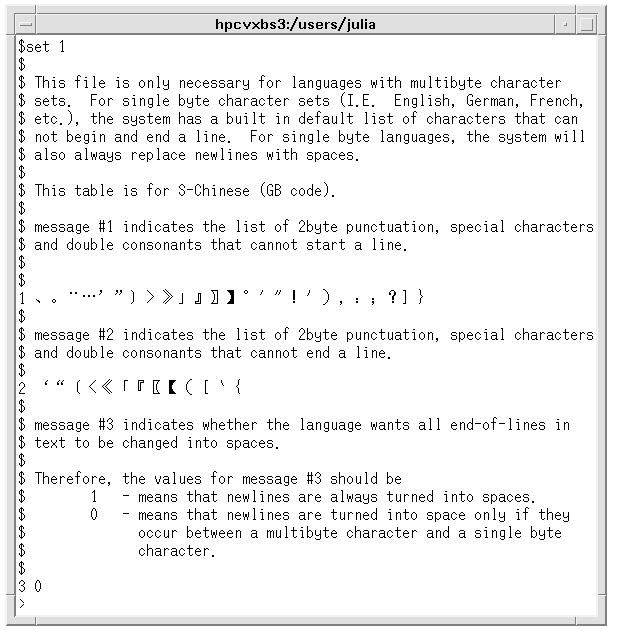 hpcvxbs3:/users/julia
$set 1
$
$ This file is only necessary for languages with multibyte character
$ sets.  For single byte character sets (I.E.  English, German, French,
$ etc.), the system has a built in default list of characters that can
$ not begin and end a line.  For single byte languages, the system will
$ also always replace newlines with spaces.
$
$ This table is for S-Chinese (GB code).
$
$ message #1 indicates the list of 2byte punctuation, special characters
$ and double consonants that cannot start a line.
$
$
1 、。¨…’”〕〉》」』〗】°′″！＇），．：；？］｝
$
$ message #2 indicates the list of 2byte punctuation, special characters
$ and double consonants that cannot end a line.
$
2 ‘“〔〈《「『〖【（［｀｛
$
$ message #3 indicates whether the language wants all end-of-lines in
$ text to be changed into spaces.
$
$ Therefore, the values for message #3 should be
$        1   - means that newlines are always turned into spaces.
$        0   - means that newlines are turned into space only if they
$              occur between a multibyte character and a single byte
$              character.
$
3 0
>